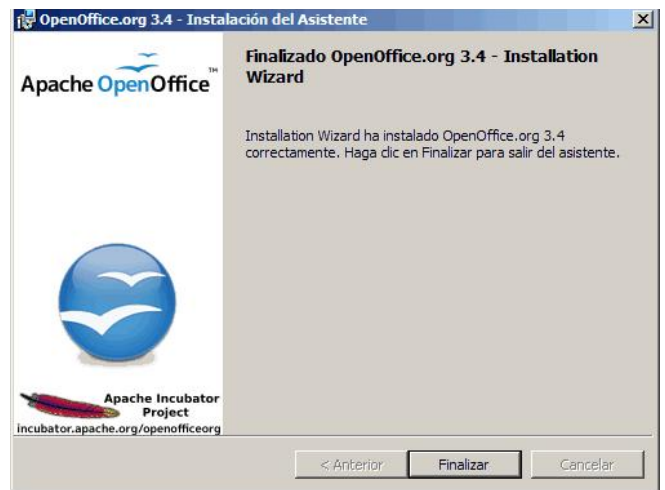 OpenOffice.org 3.4 - Instalación del Asistente
Apache OpenOffice™
Finalizado OpenOffice.org 3.4 - Installation
Wizard
Installation Wizard ha instalado OpenOffice.org 3.4
correctamente. Haga clic en Finalizar para salir del asistente.
Apache Incubator
Project
incubator.apache.org/openofficeorg
< Anterior
Finalizar
Cancelar